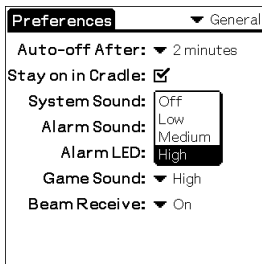 Preferences General
Auto-off After: 2 minutes
Stay on in Cradle:
System Sound: Off
Low
Alarm Sound: Medium
Alarm LED: High
Game Sound: High
Beam Receive: On